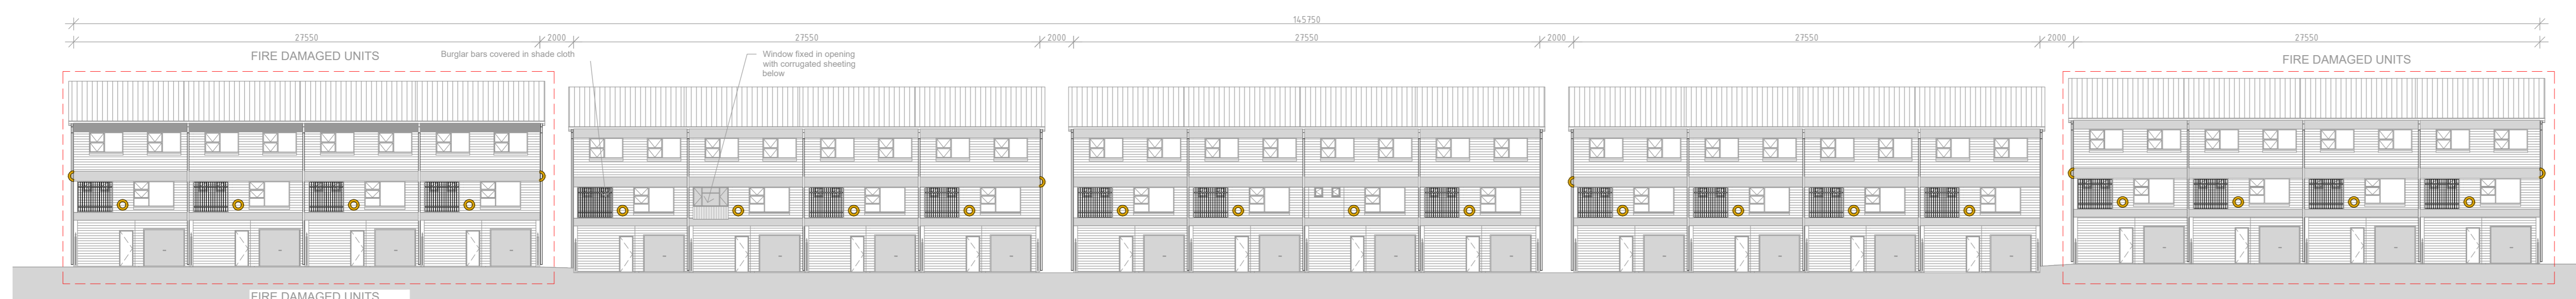 145750
27550
2000
27550
2000
27550
2000
27550
2000
27550
FIRE DAMAGED UNITS
Burglar bars covered in shade cloth
Window fixed in opening
with corrugated sheeting
below
FIRE DAMAGED UNITS
FIRE DAMAGED UNITS